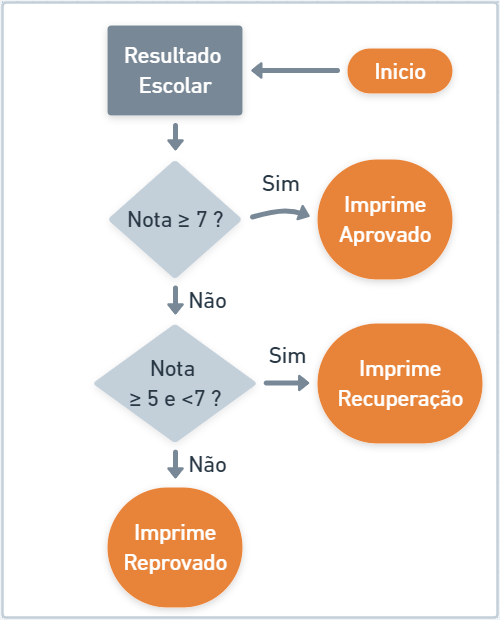 Resultado
Escolar
Inicio
Nota ≥ 7 ?
Sim
Imprime
Aprovado
Não
Nota
≥ 5 e <7 ?
Sim
Imprime
Recuperação
Não
Imprime
Reprovado